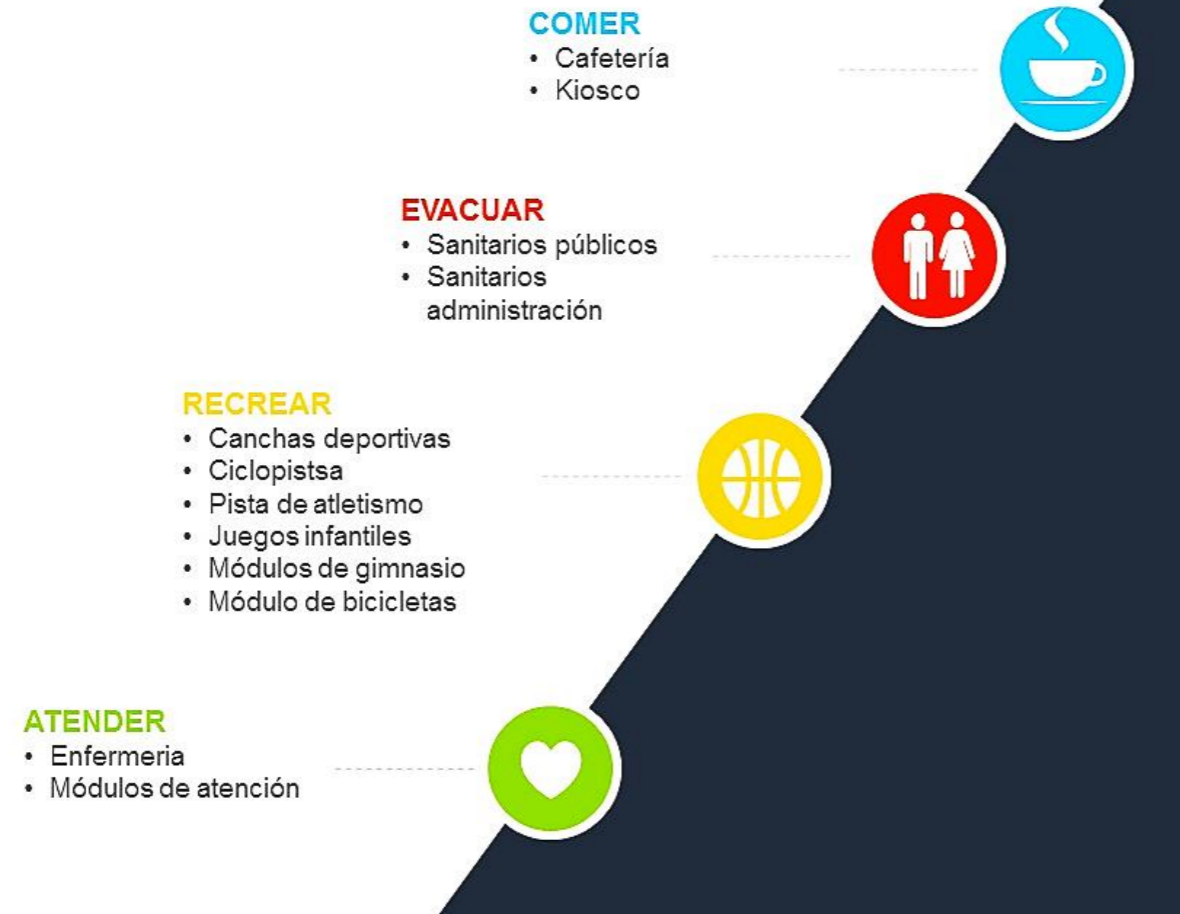 COMER
• Cafetería
• Kiosco
EVACUAR
• Sanitarios públicos
• Sanitarios
administración
RECREAR
• Canchas deportivas
• Ciclopistsa
• Pista de atletismo
• Juegos infantiles
• Módulos de gimnasio
• Módulo de bicicletas
ATENDER
• Enfermeria
• Módulos de atención